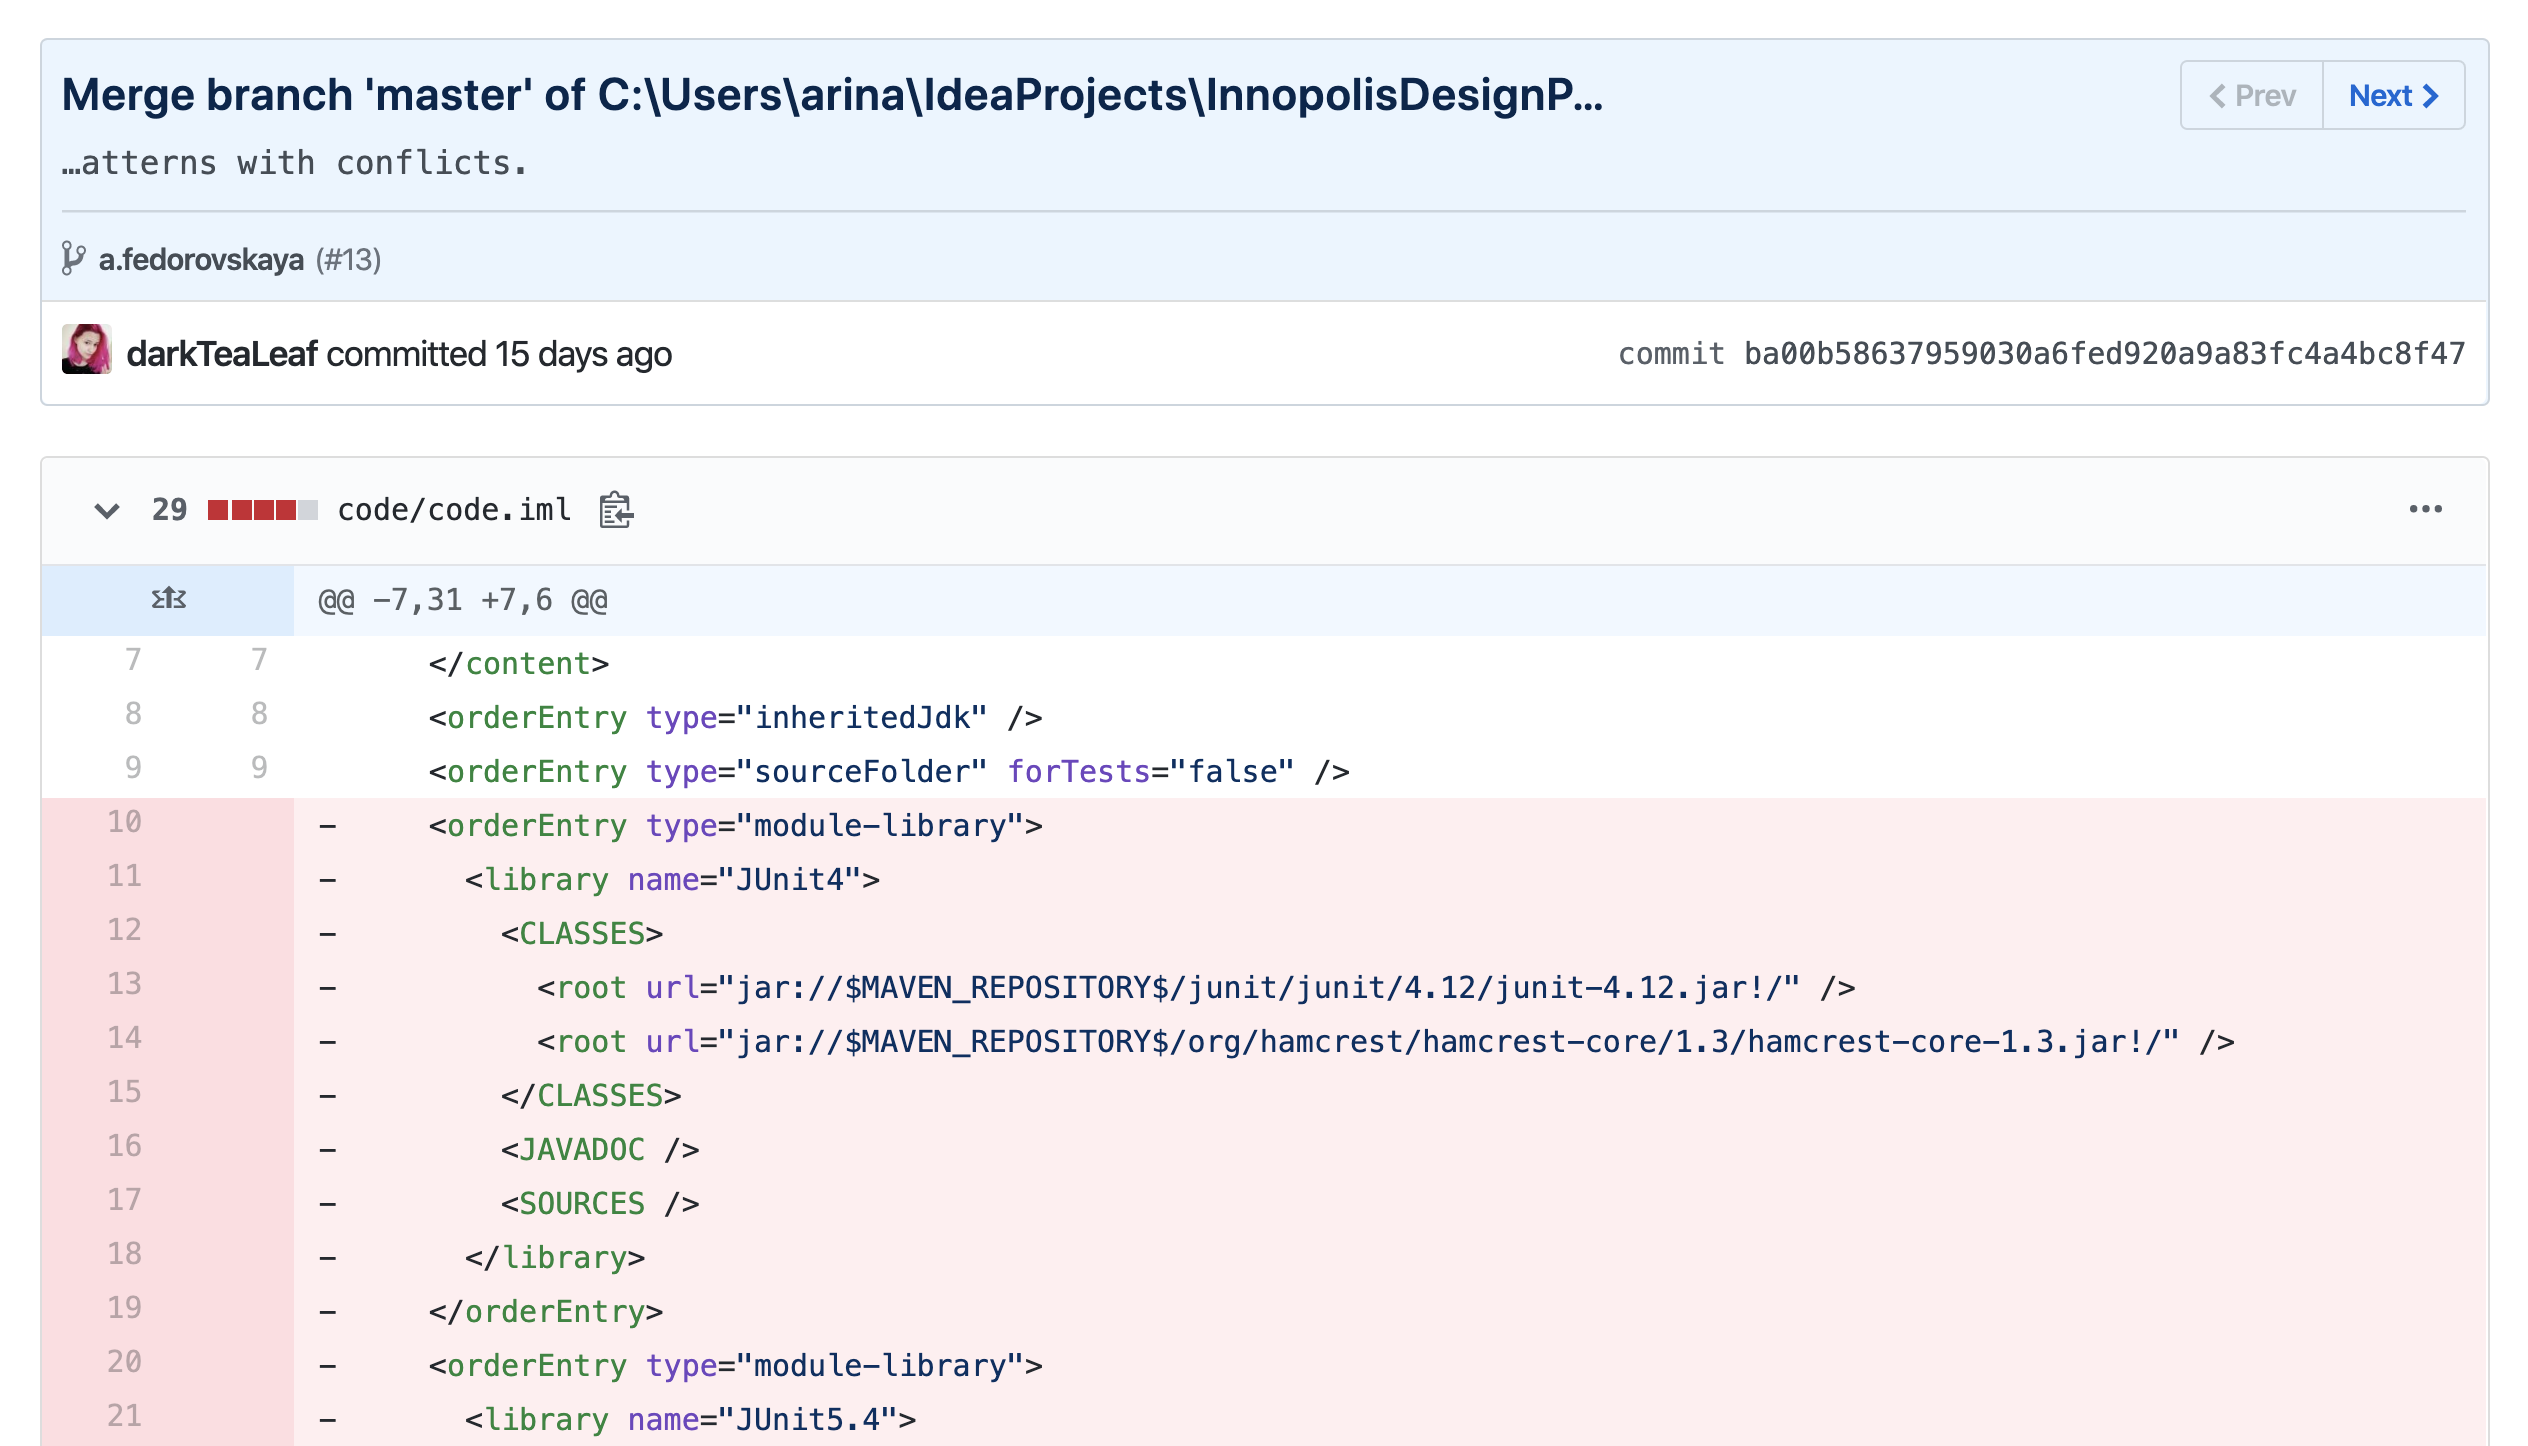 Merge branch 'master' of C:\Users\arina\IdeaProjects\InnopolisDesignP…
Prev Next
…atterns with conflicts.
a.fedorovskaya (#13)
darkTeaLeaf committed 15 days ago commit ba00b58637959030a6fed920a9a83fc4a4bc8f47
29 code/code.iml
@@ -7,31 +7,6 @@
7 7 </content>
8 8 <orderEntry type="inheritedJdk" />
9 9 <orderEntry type="sourceFolder" forTests="false" />
10 - <orderEntry type="module-library">
11 - <library name="JUnit4">
12 - <CLASSES>
13 - <root url="jar://$MAVEN_REPOSITORY$/junit/junit/4.12/junit-4.12.jar!/" />
14 - <root url="jar://$MAVEN_REPOSITORY$/org/hamcrest/hamcrest-core/1.3/hamcrest-core-1.3.jar!/" />
15 - </CLASSES>
16 - <JAVADOC />
17 - <SOURCES />
18 - </library>
19 - </orderEntry>
20 - <orderEntry type="module-library">
21 - <library name="JUnit5.4">